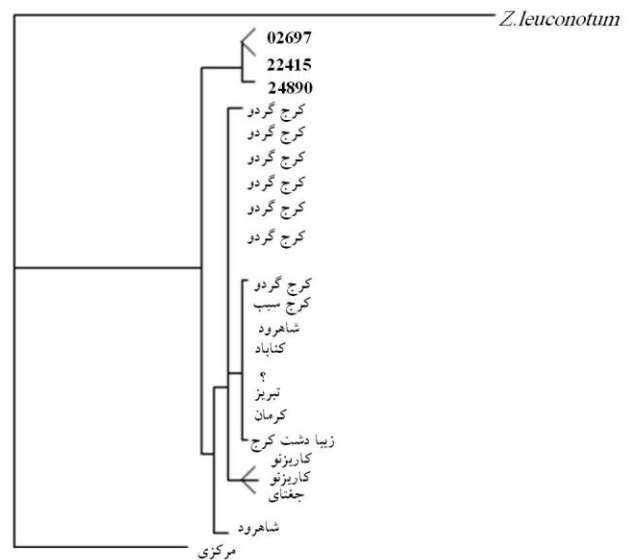 Z.leuconotum
02697
22415
24890
کرج گردو
کرج گردو
کرج گردو
کرج گردو
کرج گردو
کرج گردو
کرج گردو
کرج سیب
شاهرود
کناباد
؟
تبریز
کرمان
زیبا دشت کرج
کاریزنو
کاریزنو
جغتای
شاهرود
مرکزی